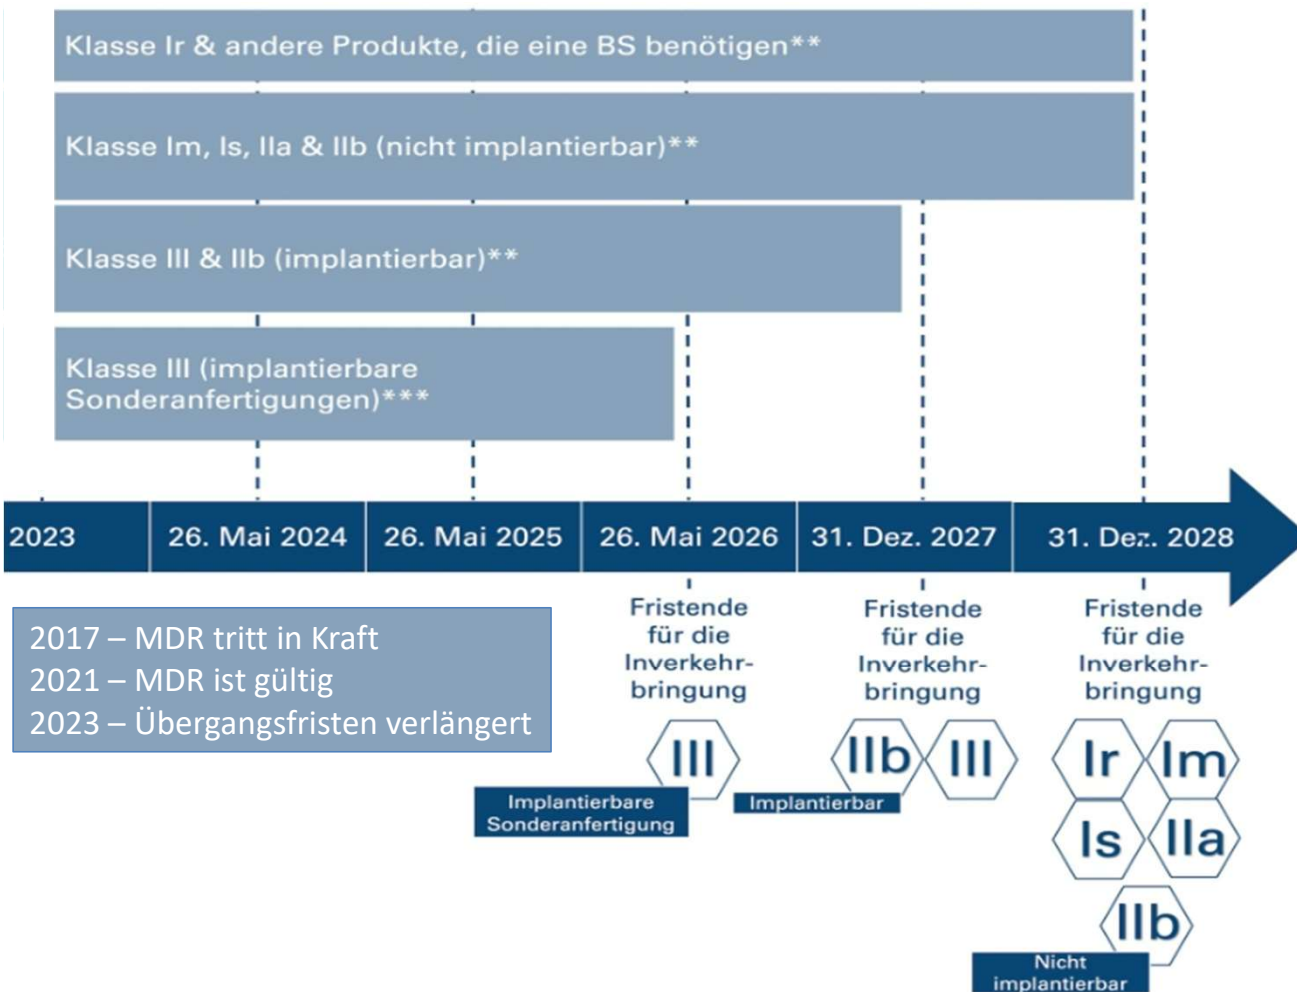 Klasse Ir & andere Produkte, die eine BS benötigen**
Klasse Im, Is, IIa & IIb (nicht implantierbar)**
Klasse III & IIb (implantierbar)**
Klasse III (implantierbare
Sonderanfertigungen)***
2023
26. Mai 2024
26. Mai 2025
26. Mai 2026
31. Dez. 2027
31. Dez. 2028
2017 – MDR tritt in Kraft
2021 – MDR ist gültig
2023 – Übergangsfristen verlängert
Fristende
für die
Inverkehr-
bringung
III
Implantierbare
Sonderanfertigung
Fristende
für die
Inverkehr-
bringung
IIb III
Implantierbar
Fristende
für die
Inverkehr-
bringung
Ir Im
Is IIa
IIb
Nicht
implantierbar